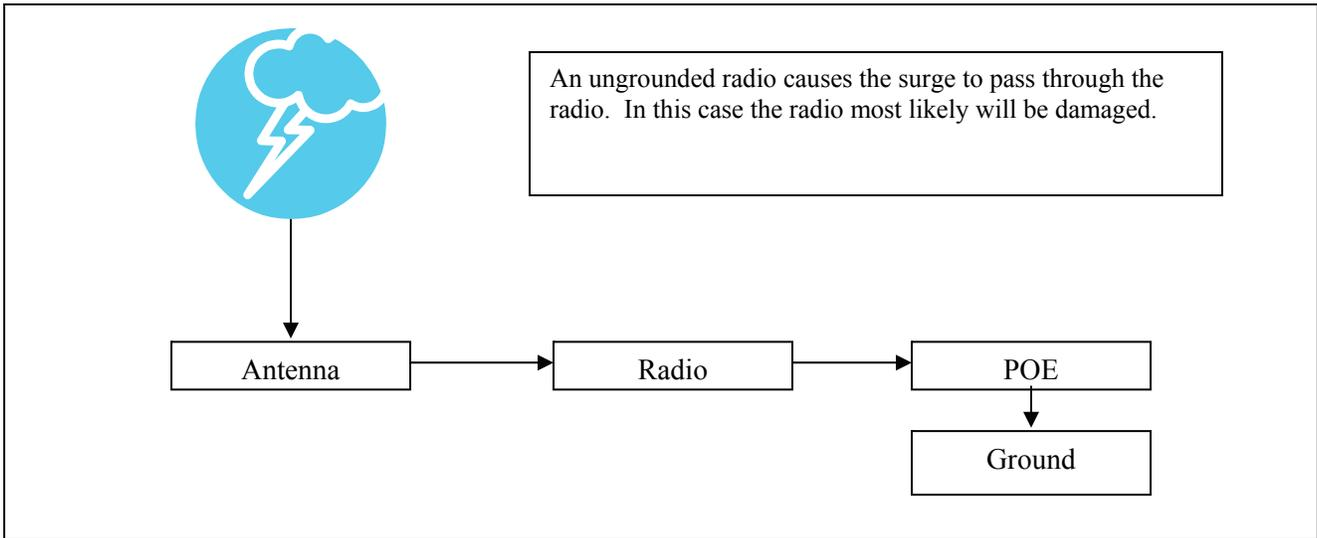 An ungrounded radio causes the surge to pass through the
radio.  In this case the radio most likely will be damaged.
Antenna
Radio
POE
Ground